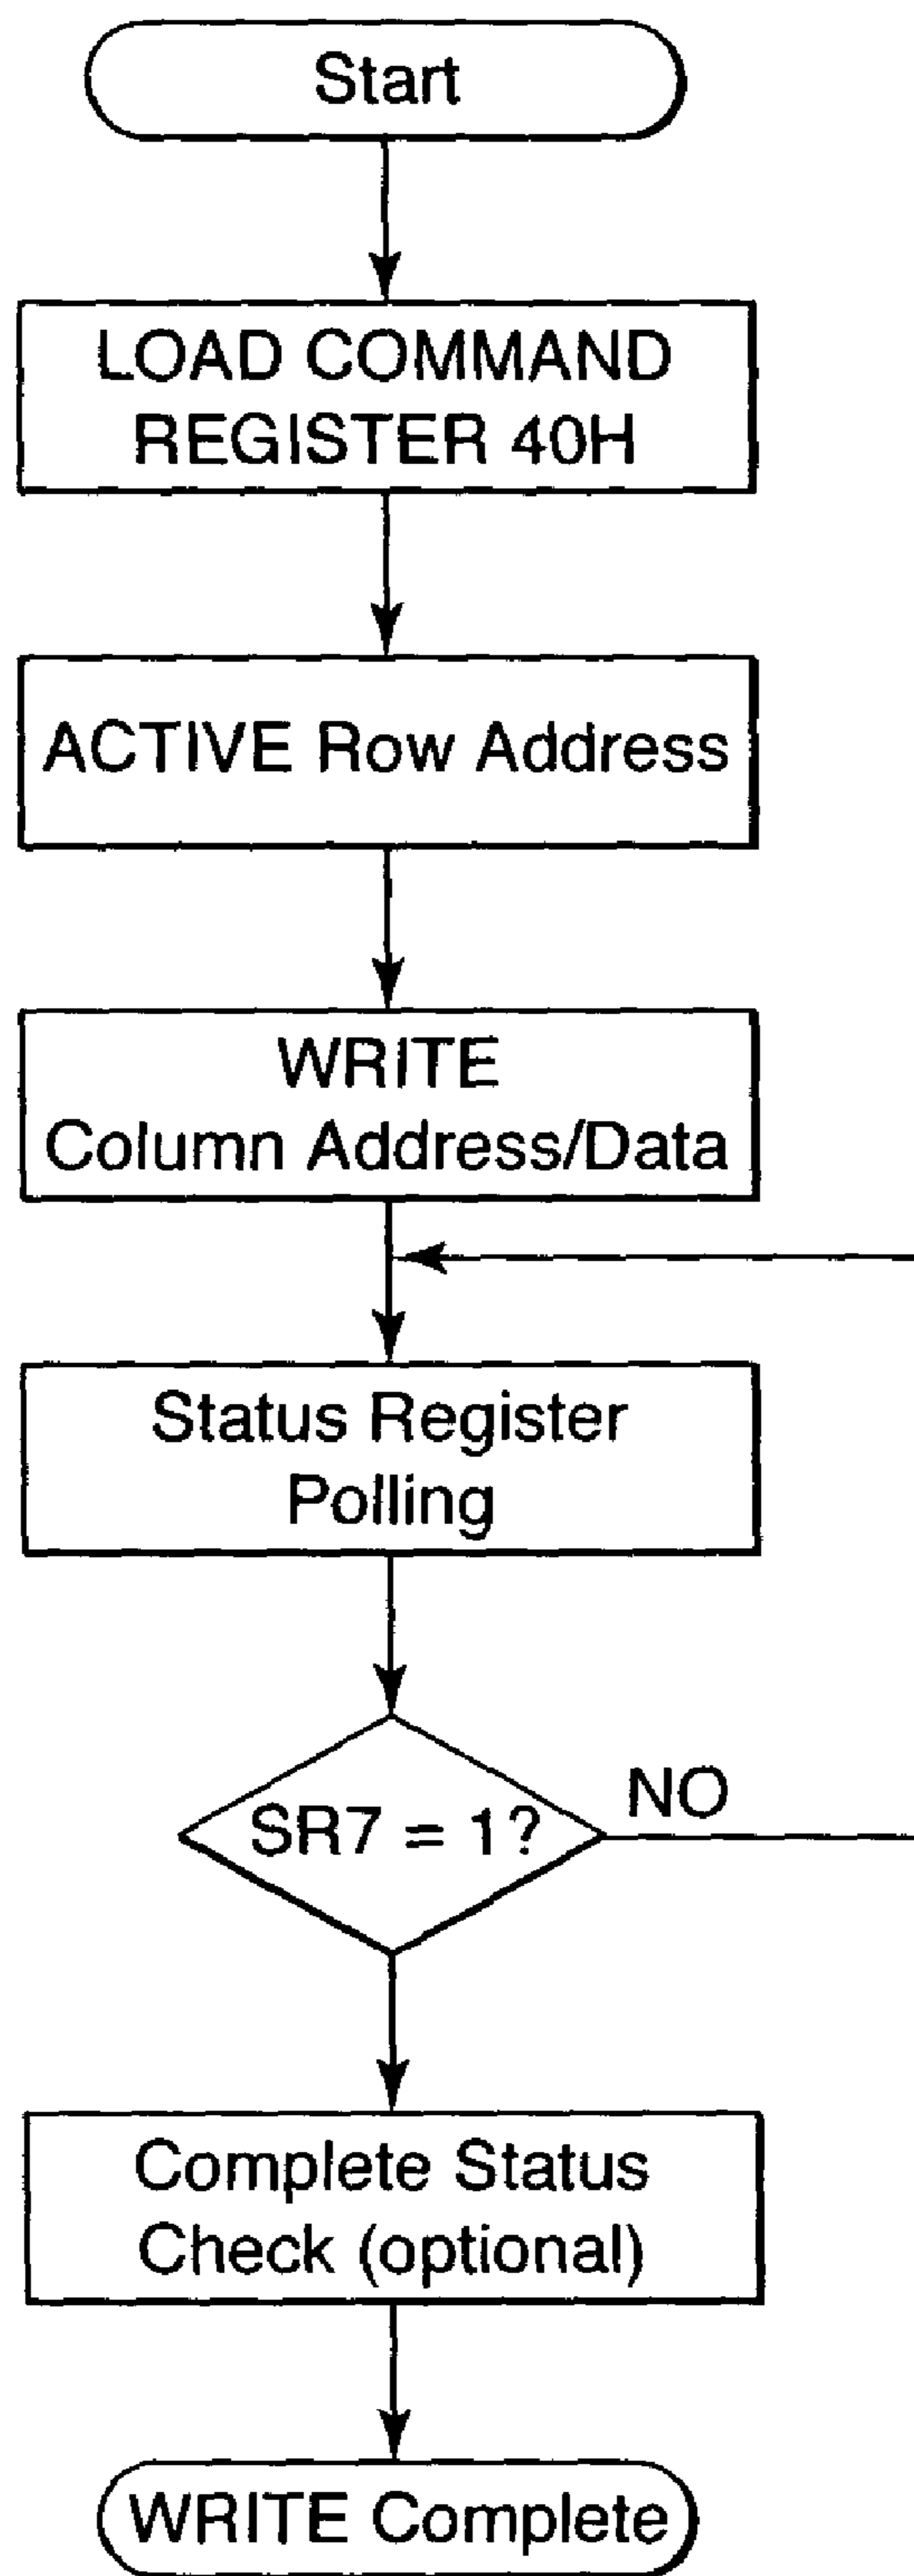 Start
LOAD COMMAND
REGISTER 40H
ACTIVE Row Address
WRITE
Column Address/Data
Status Register
Polling
SR7 = 1?
NO
Complete Status
Check (optional)
WRITE Complete